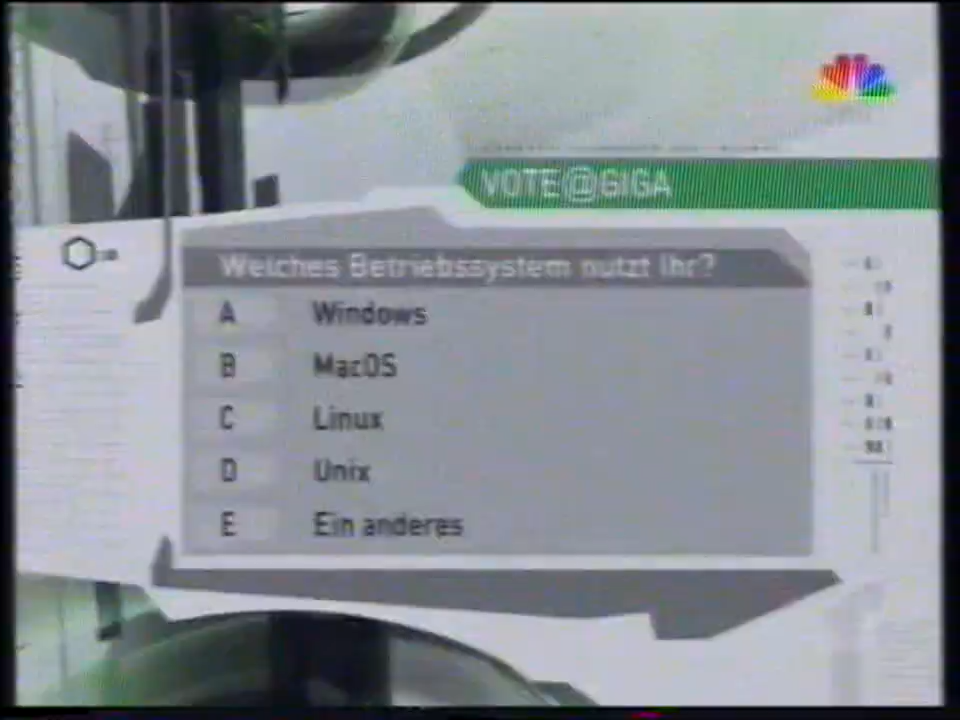 VOTE@GIGA
Welches Betriebssystem nutzt Ihr?
A Windows
B MacOS
C Linux
D Unix
E Ein anderes